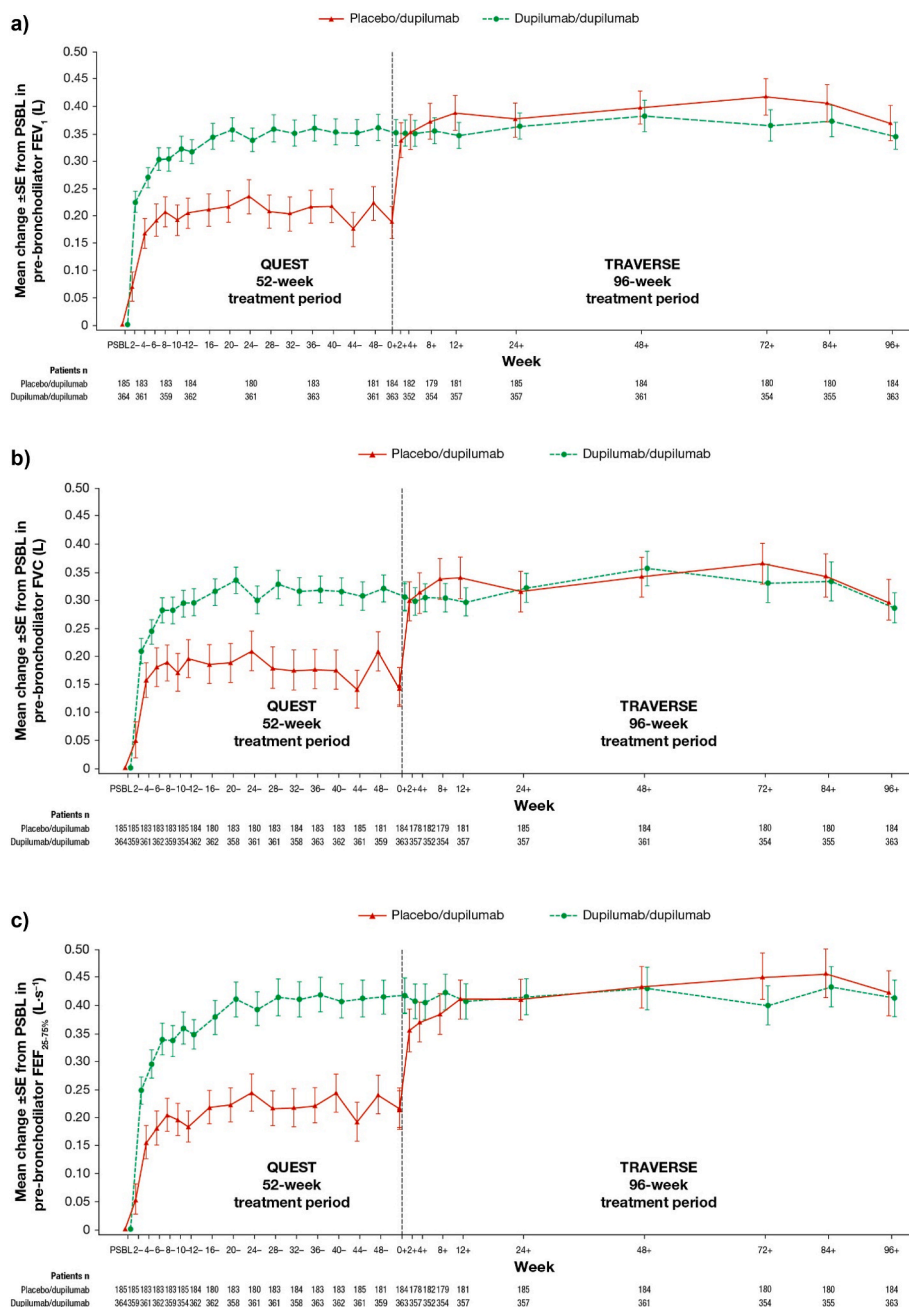 a)
Placebo/dupilumab Dupilumab/dupilumab
Mean change ±SE from PSBL in
pre-bronchodilator FEV1 (L)
0.50
0.45
0.40
0.35
0.30
0.25
0.20
0.15
0.10
0.05
0
QUEST
52-week
treatment period
TRAVERSE
96-week
treatment period
PSBL 2– 4– 6– 8– 10– 12– 16– 20– 24– 28– 32– 36– 40– 44– 48– 0+ 2+ 4+ 8+ 12+ 24+ 48+ 72+ 84+ 96+
Week
Patients n
Placebo/dupilumab 185 183 183 184 180 183 181 184 182 179 181 185 184 180 180 184
Dupilumab/dupilumab 364 361 359 362 361 363 361 363 352 354 357 357 361 354 355 363
b)
Placebo/dupilumab Dupilumab/dupilumab
Mean change ±SE from PSBL in
pre-bronchodilator FVC (L)
0.50
0.45
0.40
0.35
0.30
0.25
0.20
0.15
0.10
0.05
0
QUEST
52-week
treatment period
TRAVERSE
96-week
treatment period
PSBL 2– 4– 6– 8– 10– 12– 16– 20– 24– 28– 32– 36– 40– 44– 48– 0+ 2+ 4+ 8+ 12+ 24+ 48+ 72+ 84+ 96+
Week
Patients n
Placebo/dupilumab 185 185 183 183 183 185 184 180 183 180 183 184 183 183 185 181 184 178 182 179 181 185 184 180 180 184
Dupilumab/dupilumab 364 359 361 362 359 354 362 362 358 361 361 358 363 362 361 359 363 357 352 354 357 357 361 354 355 363
c)
Placebo/dupilumab Dupilumab/dupilumab
Mean change ±SE from PSBL in
pre-bronchodilator FEF25-75% (L·s−1)
0.50
0.45
0.40
0.35
0.30
0.25
0.20
0.15
0.10
0.05
0
QUEST
52-week
treatment period
TRAVERSE
96-week
treatment period
PSBL 2– 4– 6– 8– 10– 12– 16– 20– 24– 28– 32– 36– 40– 44– 48– 0+ 2+ 4+ 8+ 12+ 24+ 48+ 72+ 84+ 96+
Week
Patients n
Placebo/dupilumab 185 185 183 183 183 185 184 180 183 180 183 184 183 183 185 181 184 178 182 179 181 185 184 180 180 184
Dupilumab/dupilumab 364 359 361 362 359 354 362 362 358 361 361 358 363 362 361 359 363 357 352 354 357 357 361 354 355 363